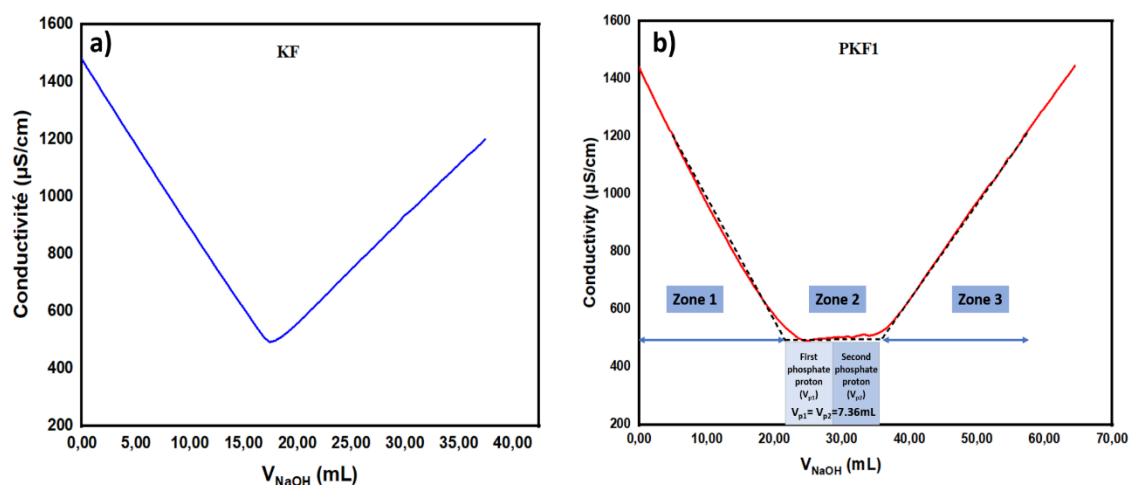 a)
KF
Conductivité (µS/cm)
1600
1400
1200
1000
800
600
400
200
0,00 5,00 10,00 15,00 20,00 25,00 30,00 35,00 40,00
V_NaOH (mL)
b)
PKF1
Conductivity (µS/cm)
1600
1400
1200
1000
800
600
400
200
Zone 1 Zone 2 Zone 3
First
phosphate
proton
(Vp1)
Second
phosphate
proton
(Vp2)
Vp1= Vp2=7.36mL
0,00 10,00 20,00 30,00 40,00 50,00 60,00 70,00
V_NaOH (mL)